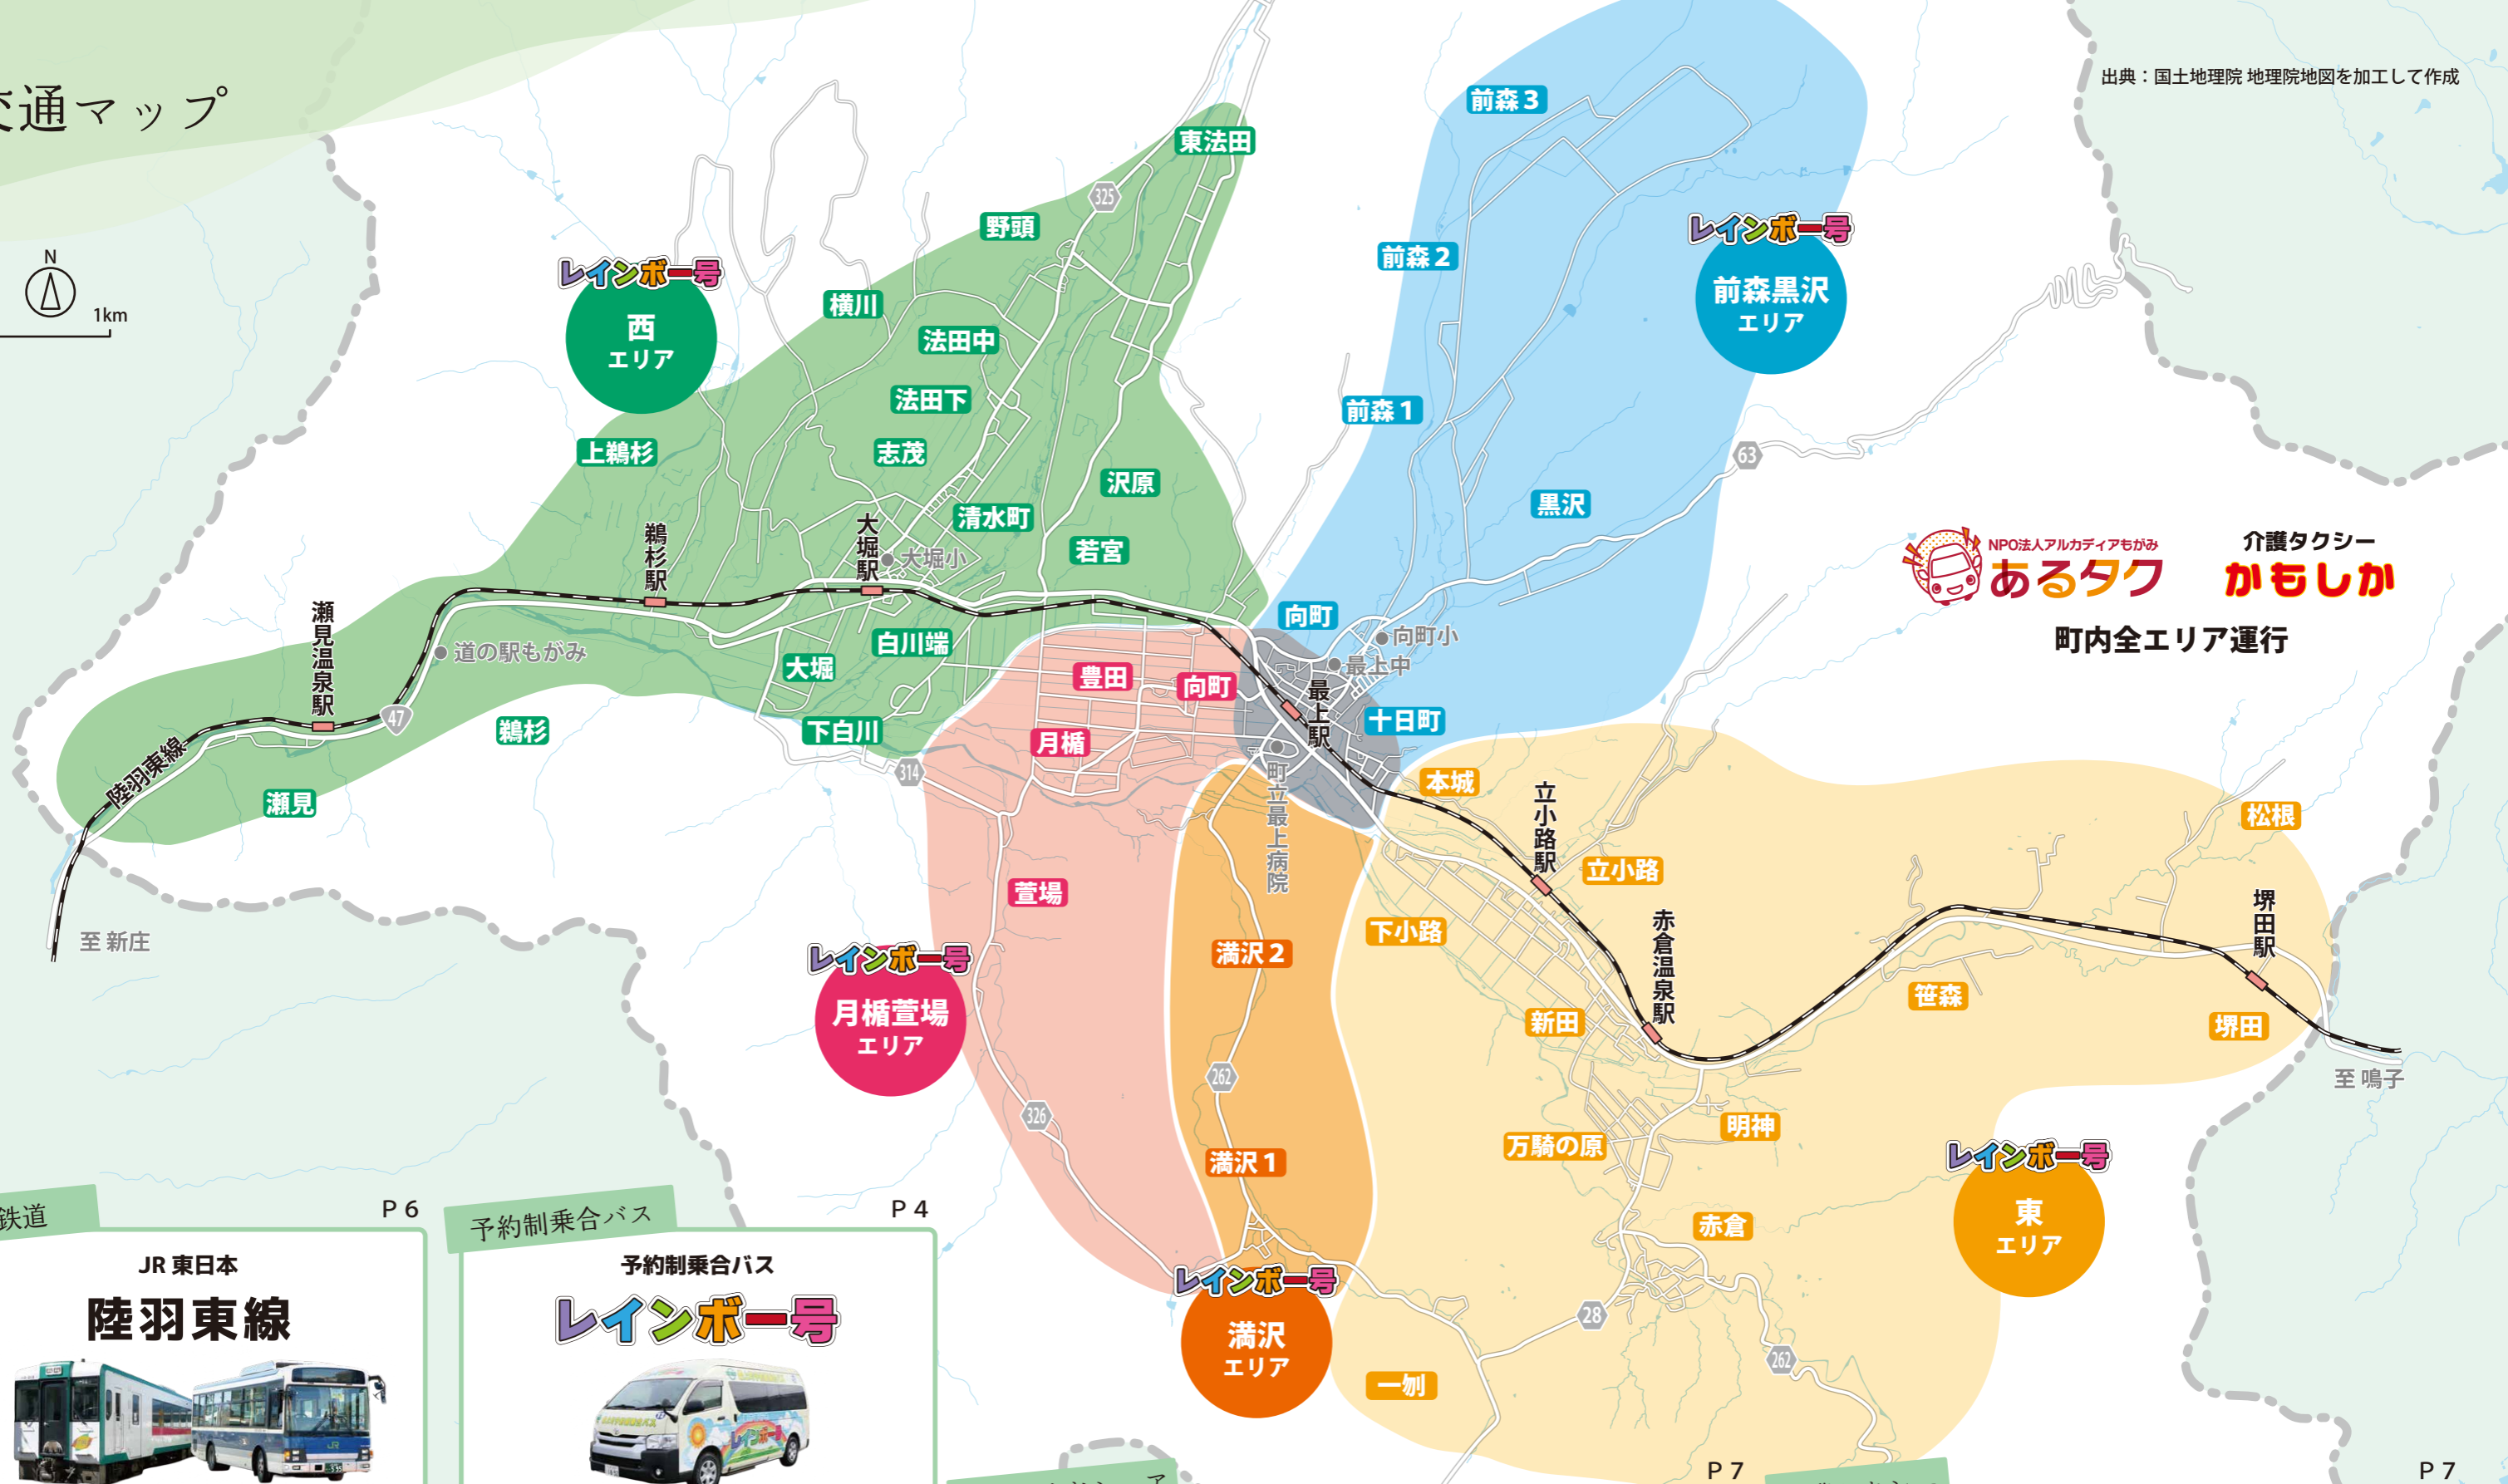 交通マップ
出典：国土地理院 地理院地図を加工して作成
N
1km
レインボー号
西
エリア
レインボー号
前森黒沢
エリア
東法田
325
野頭
横川
法田中
法田下
上鵜杉
志茂
沢原
清水町
若宮
白川端
大堀
下白川
鵜杉
瀬見
前森3
前森2
前森1
黒沢
63
向町
十日町
鵜杉駅
大堀駅
大堀小
瀬見温泉駅
道の駅もがみ
47
陸羽東線
至 新庄
314
豊田
向町
月楯
萱場
326
向町小
最上中
最上駅
町立最上病院
NPO法人アルカディアもがみ
あるタク
介護タクシー
かもしか
町内全エリア運行
本城
立小路駅
立小路
下小路
赤倉温泉駅
新田
松根
堺田駅
笹森
堺田
至 鳴子
明神
万騎の原
赤倉
28
262
一刎
レインボー号
月楯萱場
エリア
満沢2
262
満沢1
レインボー号
満沢
エリア
レインボー号
東
エリア
鉄道
P 6
JR 東日本
陸羽東線
予約制乗合バス
P 4
予約制乗合バス
レインボー号
P 7
P 7